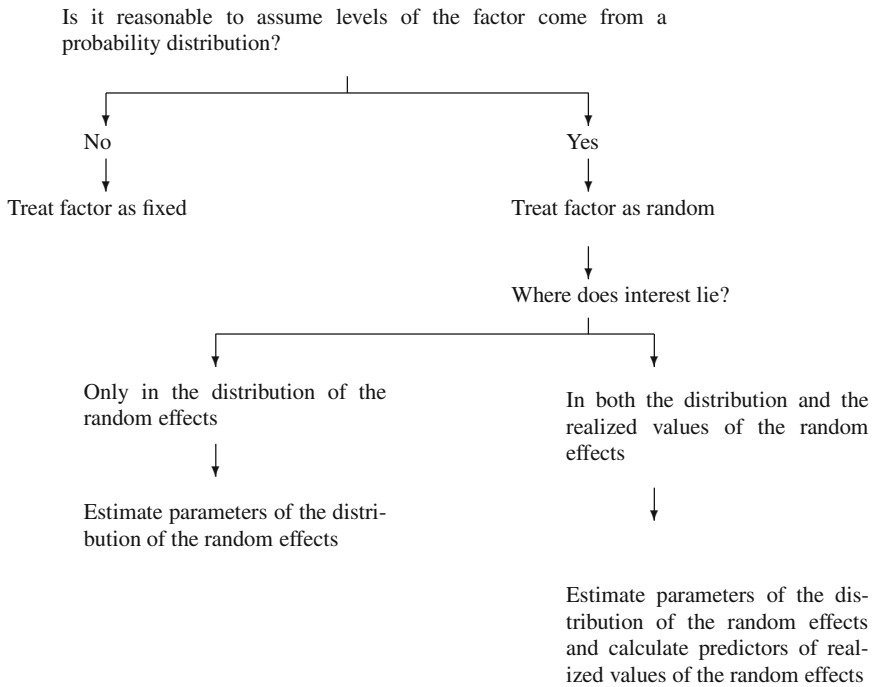 Is it reasonable to assume levels of the factor come from a
probability distribution?
No
Yes
Treat factor as fixed
Treat factor as random
Where does interest lie?
Only in the distribution of the
random effects
In both the distribution and the
realized values of the random
effects
Estimate parameters of the distri-
bution of the random effects
Estimate parameters of the dis-
tribution of the random effects
and calculate predictors of real-
ized values of the random effects